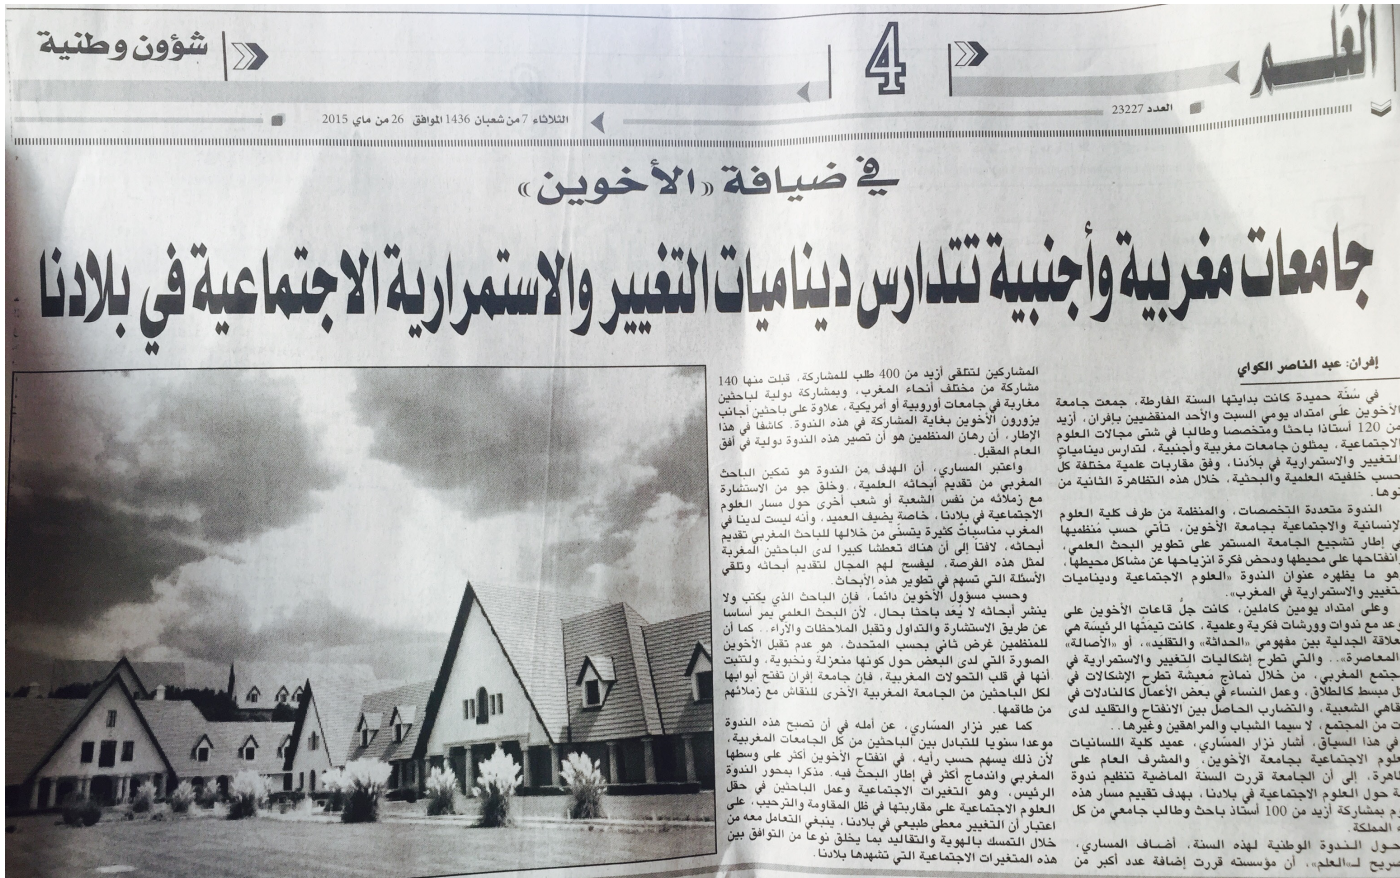 العَلَم
4
شؤون وطنية
العدد 23227
الثلاثاء 7 من شعبان 1436 الموافق 26 من ماي 2015
في ضيافة «الأخوين»
جامعات مغربية وأجنبية تتدارس ديناميات التغيير والاستمرارية الاجتماعية في بلادنا
إفران: عبد الناصر الكواي
في سُنّة حميدة كانت بدايتها السنة الفارطة، جمعت جامعة
الأخوين على امتداد يومي السبت والأحد المنقضيين بإفران، أزيد
من 120 أستاذا باحثا ومتخصصا وطالبا في شتى مجالات العلوم
الاجتماعية، يمثلون جامعات مغربية وأجنبية، لتدارس ديناميات
التغيير والاستمرارية في بلادنا، وفق مقاربات علمية مختلفة كل
حسب خلفيته العلمية والبحثية، خلال هذه التظاهرة الثانية من
الندوة متعددة التخصصات، والمنظمة من طرف كلية العلوم
الإنسانية والاجتماعية بجامعة الأخوين، تأتي حسب مُنظميها
في إطار تشجيع الجامعة المستمر على تطوير البحث العلمي،
وانفتاحها على محيطها ودحض فكرة انزياحها عن مشاكل محيطها،
وهو ما يظهره عنوان الندوة «العلوم الاجتماعية وديناميات
التغيير والاستمرارية في المغرب».
وعلى امتداد يومين كاملين، كانت جلُّ قاعات الأخوين على
وعد مع ندوات وورشات فكرية وعلمية، كانت تيمتُها الرئيسة هي
العلاقة الجدلية بين مفهومي «الحداثة» والتقليد»، أو «الأصالة»
المعاصرة».. والتي تطرح إشكاليات التغيير والاستمرارية في
المجتمع المغربي، من خلال نماذج مَعيشة تطرح الإشكالات في
مبسط كالطلاق، وعمل النساء في بعض الأعمال كالنادلات في
مقاهي الشعبية، والتضارب الحاصل بين الانفتاح والتقليد لدى
من المجتمع، لا سيما الشباب والمراهقين وغيرها.
في هذا السياق، أشار نزار المسّاري، عميد كلية اللسانيات
علوم الاجتماعية بجامعة الأخوين، والمشرف العام على
إلى أن الجامعة قررت السنة الماضية تنظيم ندوة
حول العلوم الاجتماعية في بلادنا، بهدف تقييم مسار هذه
بمشاركة أزيد من 100 أستاذ باحث وطالب جامعي من كل
المملكة.
حول الندوة الوطنية لهذه السنة، أضاف المساري،
لـ«العلم»، أن مؤسسته قررت إضافة عدد أكبر من
المشاركين لتتلقى أزيد من 400 طلب للمشاركة، قبلت منها 140
مشاركة من مختلف أنحاء المغرب، وبمشاركة دولية لباحثين
مغاربة في جامعات أوروبية أو أمريكية، علاوة على باحثين أجانب
يزورون الأخوين بغاية المشاركة في هذه الندوة. كاشفا في هذا
الإطار، أن رهان المنظمين هو أن تصير هذه الندوة دولية في أفق
العام المقبل.
واعتبر المساري، أن الهدف من الندوة هو تمكين الباحث
المغربي من تقديم أبحاثه العلمية، وخلق جو من الاستشارة
مع زملائه من نفس الشعبة أو شعب أخرى حول مسار العلوم
الاجتماعية في بلادنا، خاصة يضيف العميد، وأنه ليست لدينا في
المغرب مناسبات كثيرة يتسنّى من خلالها للباحث المغربي تقديم
أبحاثه، لافتا إلى أن هناك تعطشا كبيرا لدى الباحثين المغربة
لمثل هذه الفرصة، ليفسح لهم المجال لتقديم أبحاثه وتلقي
الأسئلة التي تسهم في تطوير هذه الأبحاث.
وحسب مسؤول الأخوين دائما، فإن الباحث الذي يكتب ولا
ينشر أبحاثه لا يُعَد باحثا بحال، لأن البحث العلمي يمر أساسا
عن طريق الاستشارة والتداول وتقبل الملاحظات والآراء.. كما أن
للمنظمين غرض ثاني بحسب المتحدث، هو عدم تقبل الأخوين
الصورة التي لدى البعض حول كونها منعزلة ونخبوية، ولتثبت
أنها في قلب التحولات المغربية، فإن جامعة إفران تفتح أبوابها
لكل الباحثين من الجامعة المغربية الأخرى للنقاش مع زملائهم
من طاقمها.
كما عبر نزار المسّاري، عن أمله في أن تصبح هذه الندوة
موعدا سنويا للتبادل بين الباحثين من كل الجامعات المغربية،
لأن ذلك يسهم حسب رأيه، في انفتاح الأخوين أكثر على وسطها
المغربي واندماج أكثر في إطار البحث فيه. مذكرا بمحور الندوة
الرئيس، وهو التغيرات الاجتماعية وعمل الباحثين في حقل
العلوم الاجتماعية على مقاربتها في ظل المقاومة والترحيب، على
اعتبار أن التغيير معطى طبيعي في بلادنا، ينبغي التعامل معه من
خلال التمسك بالهوية والتقاليد بما يخلق نوعا من التوافق بين
هذه المتغيرات الاجتماعية التي تشهدها بلادنا.